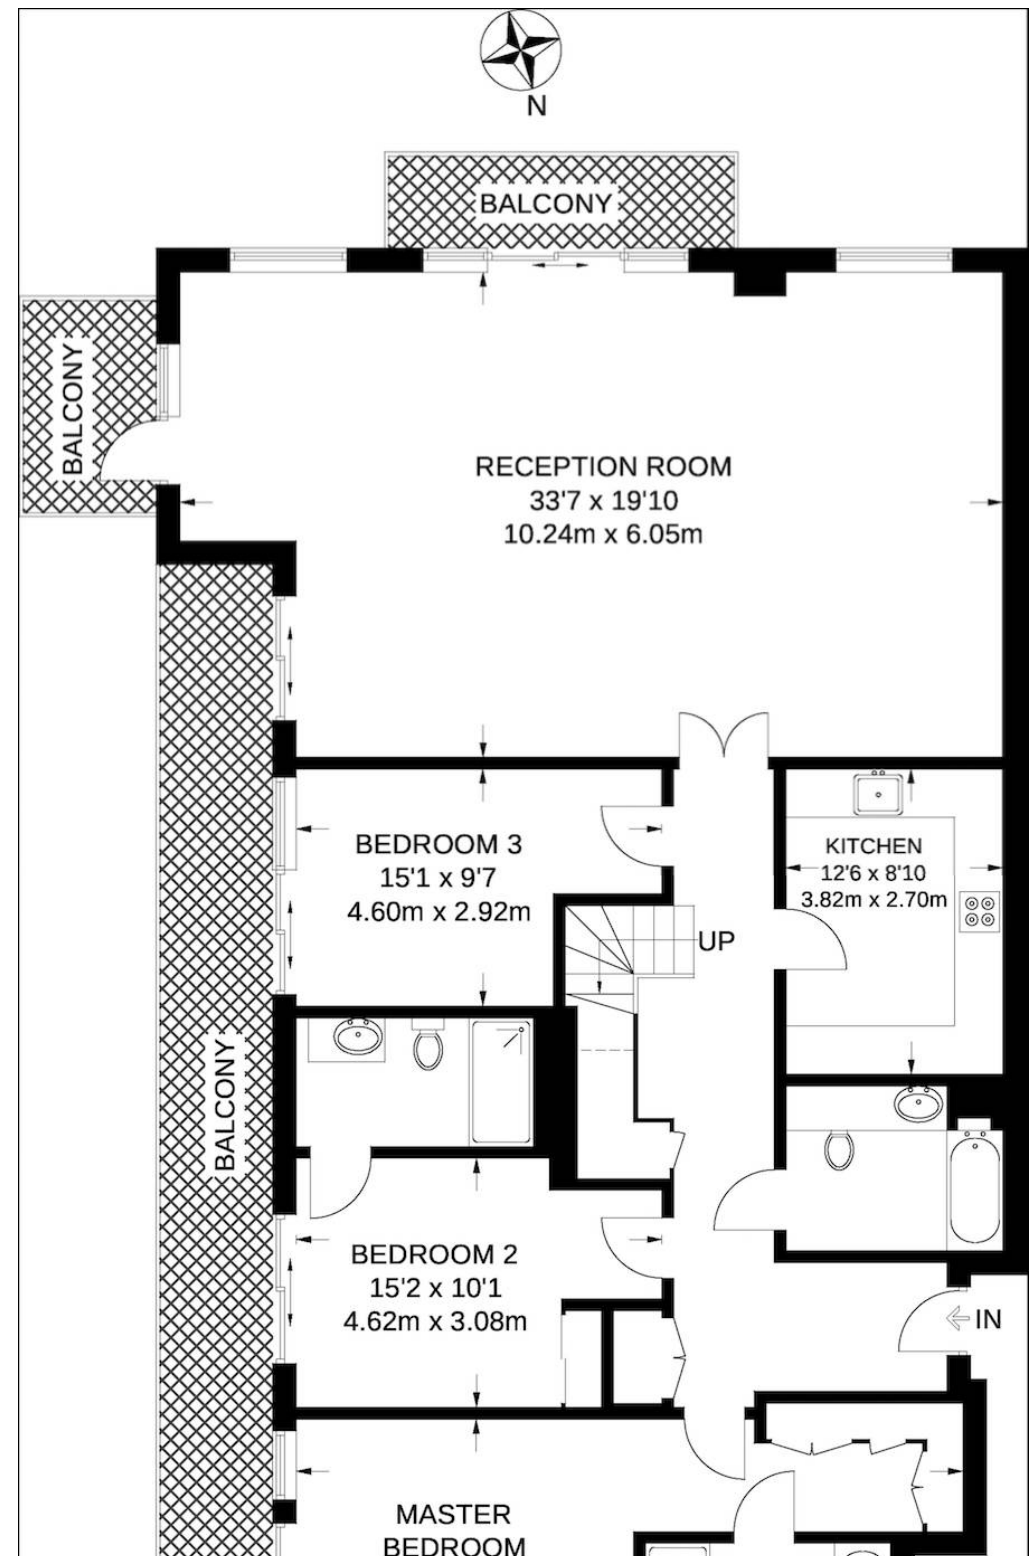 N
BALCONY
BALCONY
RECEPTION ROOM
33'7 x 19'10
10.24m x 6.05m
BEDROOM 3
15'1 x 9'7
4.60m x 2.92m
KITCHEN
12'6 x 8'10
3.82m x 2.70m
UP
BALCONY
BEDROOM 2
15'2 x 10'1
4.62m x 3.08m
IN
MASTER
BEDROOM